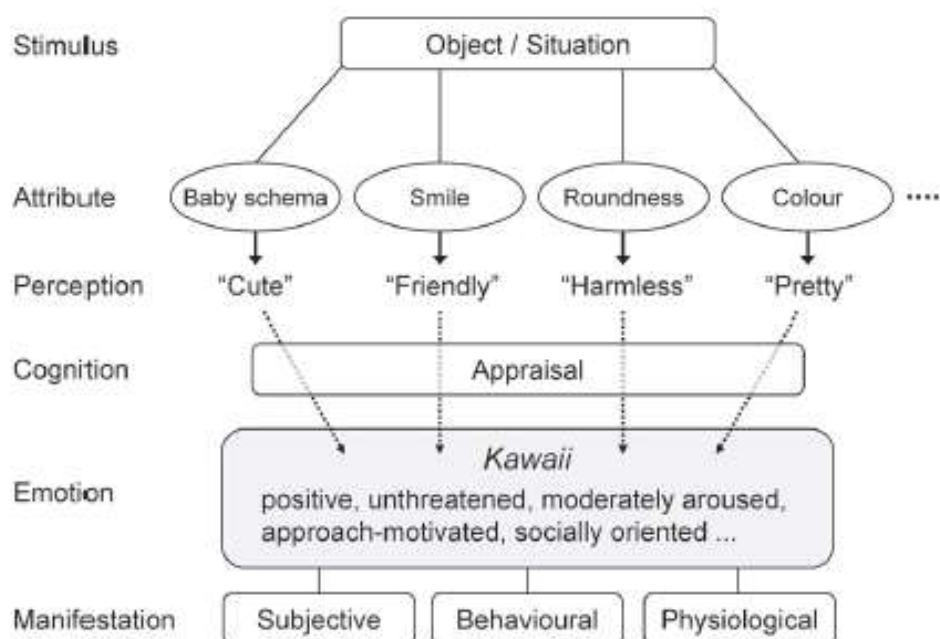 Stimulus
Object / Situation
Attribute
Baby schema
Smile
Roundness
Colour
....
Perception
“Cute”
“Friendly”
“Harmless”
“Pretty”
Cognition
Appraisal
Kawaii
Emotion
positive, unthreatened, moderately aroused,
approach-motivated, socially oriented ...
Manifestation
Subjective
Behavioural
Physiological